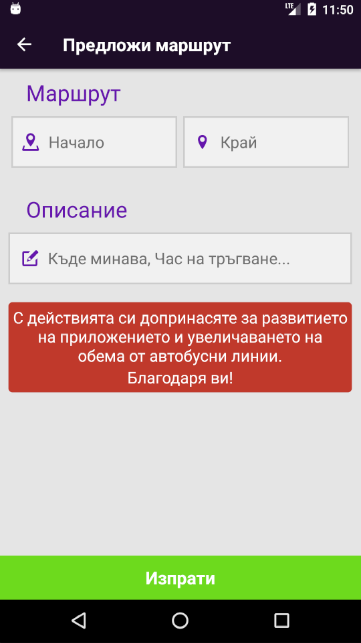 LTE 11:50
Предложи маршрут
Маршрут
Начало
Край
Описание
Къде минава, Час на тръгване...
С действията си допринасяте за развитието
на приложението и увеличаването на
обема от автобусни линии.
Благодаря ви!
Изпрати